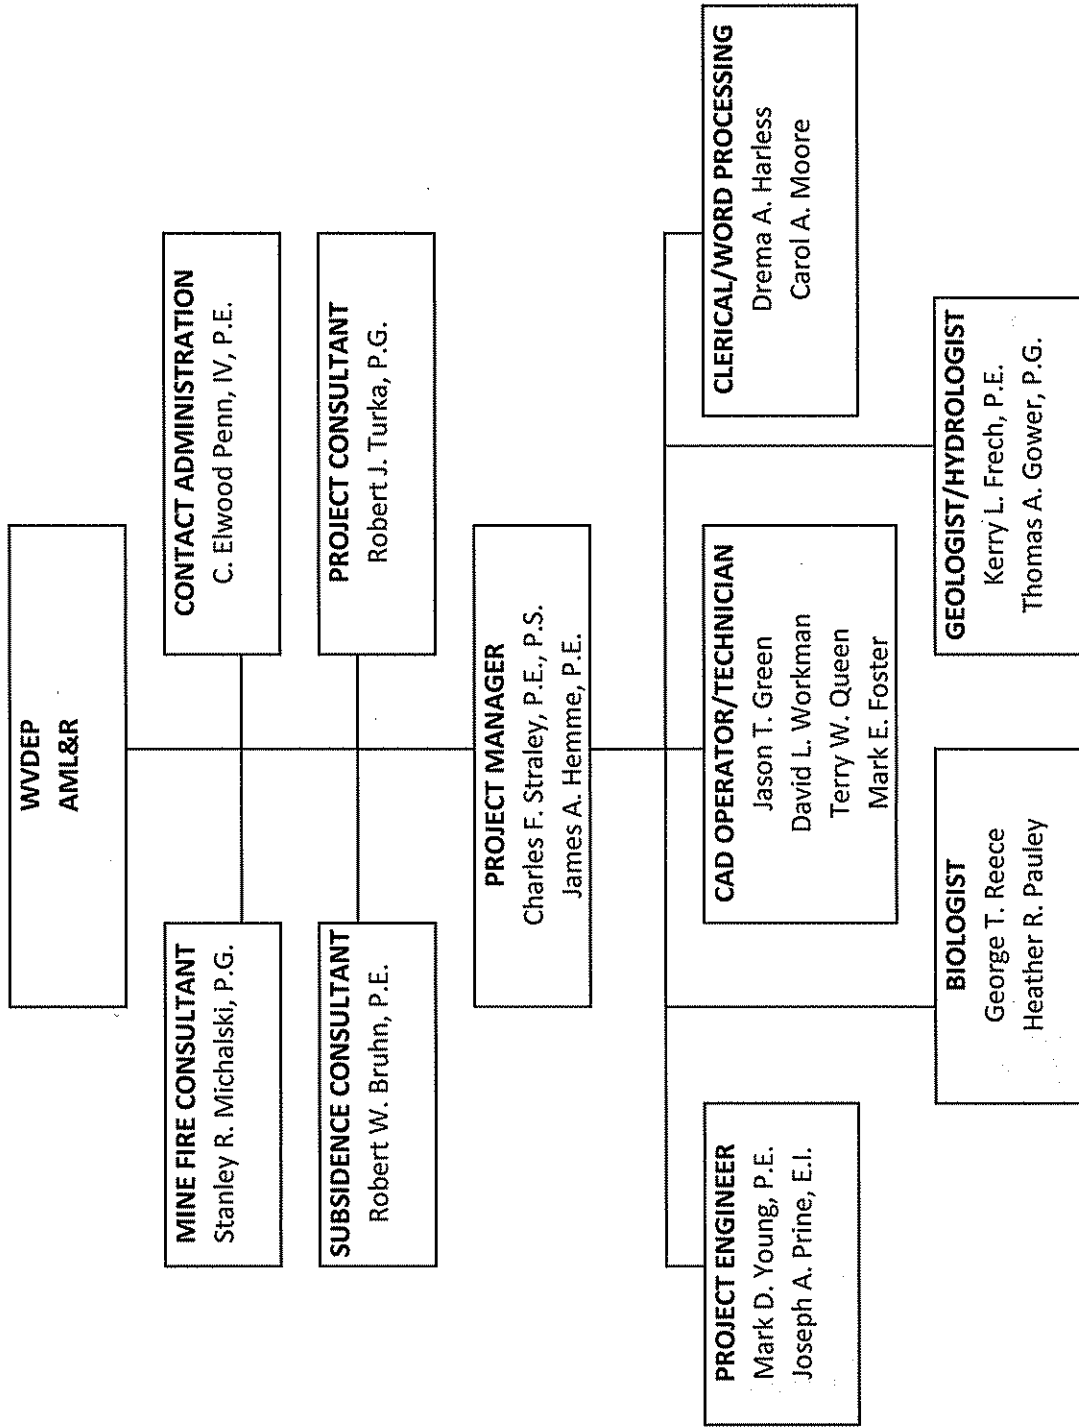 WVDEP
AML&R
MINE FIRE CONSULTANT
Stanley R. Michalski, P.G.
CONTACT ADMINISTRATION
C. Elwood Penn, IV, P.E.
SUBSIDENCE CONSULTANT
Robert W. Bruhn, P.E.
PROJECT CONSULTANT
Robert J. Turka, P.G.
PROJECT MANAGER
Charles F. Straley, P.E., P.S.
James A. Hemme, P.E.
PROJECT ENGINEER
Mark D. Young, P.E.
Joseph A. Prine, E.I.
CAD OPERATOR/TECHNICIAN
Jason T. Green
David L. Workman
Terry W. Queen
Mark E. Foster
CLERICAL/WORD PROCESSING
Drema A. Harless
Carol A. Moore
BIOLOGIST
George T. Reece
Heather R. Pauley
GEOLOGIST/HYDROLOGIST
Kerry L. Frech, P.E.
Thomas A. Gower, P.G.